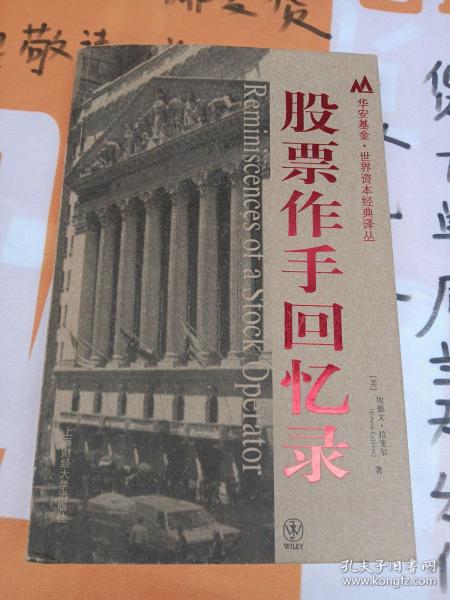 华安基金·世界资本经典译丛
股票作手回忆录
Reminiscences of a Stock Operator
[美] 埃德文·拉斐尔 著
(Edwin Lefèvre)
上海财经大学出版社
WILEY
敬请
孔夫子旧书网
www.kongfz.com